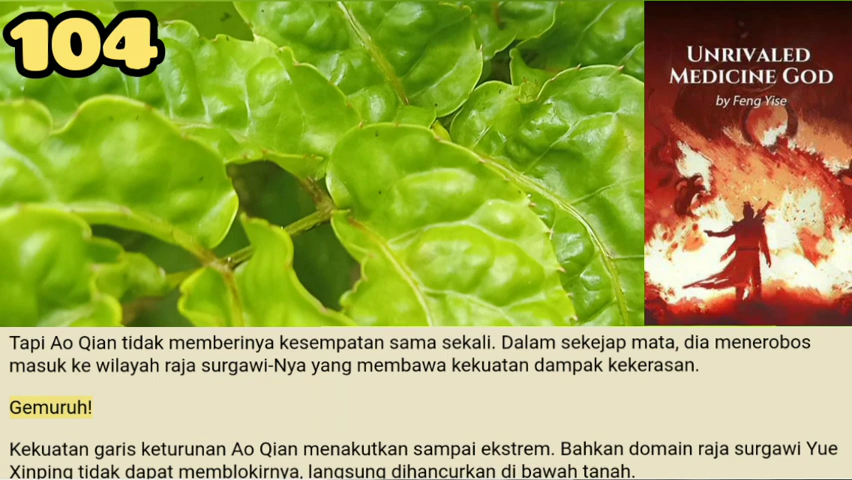 104
UNRIVALED
MEDICINE GOD
by Feng Yise
Tapi Ao Qian tidak memberinya kesempatan sama sekali. Dalam sekejap mata, dia menerobos
masuk ke wilayah raja surgawi-Nya yang membawa kekuatan dampak kekerasan.
Gemuruh!
Kekuatan garis keturunan Ao Qian menakutkan sampai ekstrem. Bahkan domain raja surgawi Yue
Xinping tidak dapat memblokirnya, langsung dihancurkan di bawah tanah.